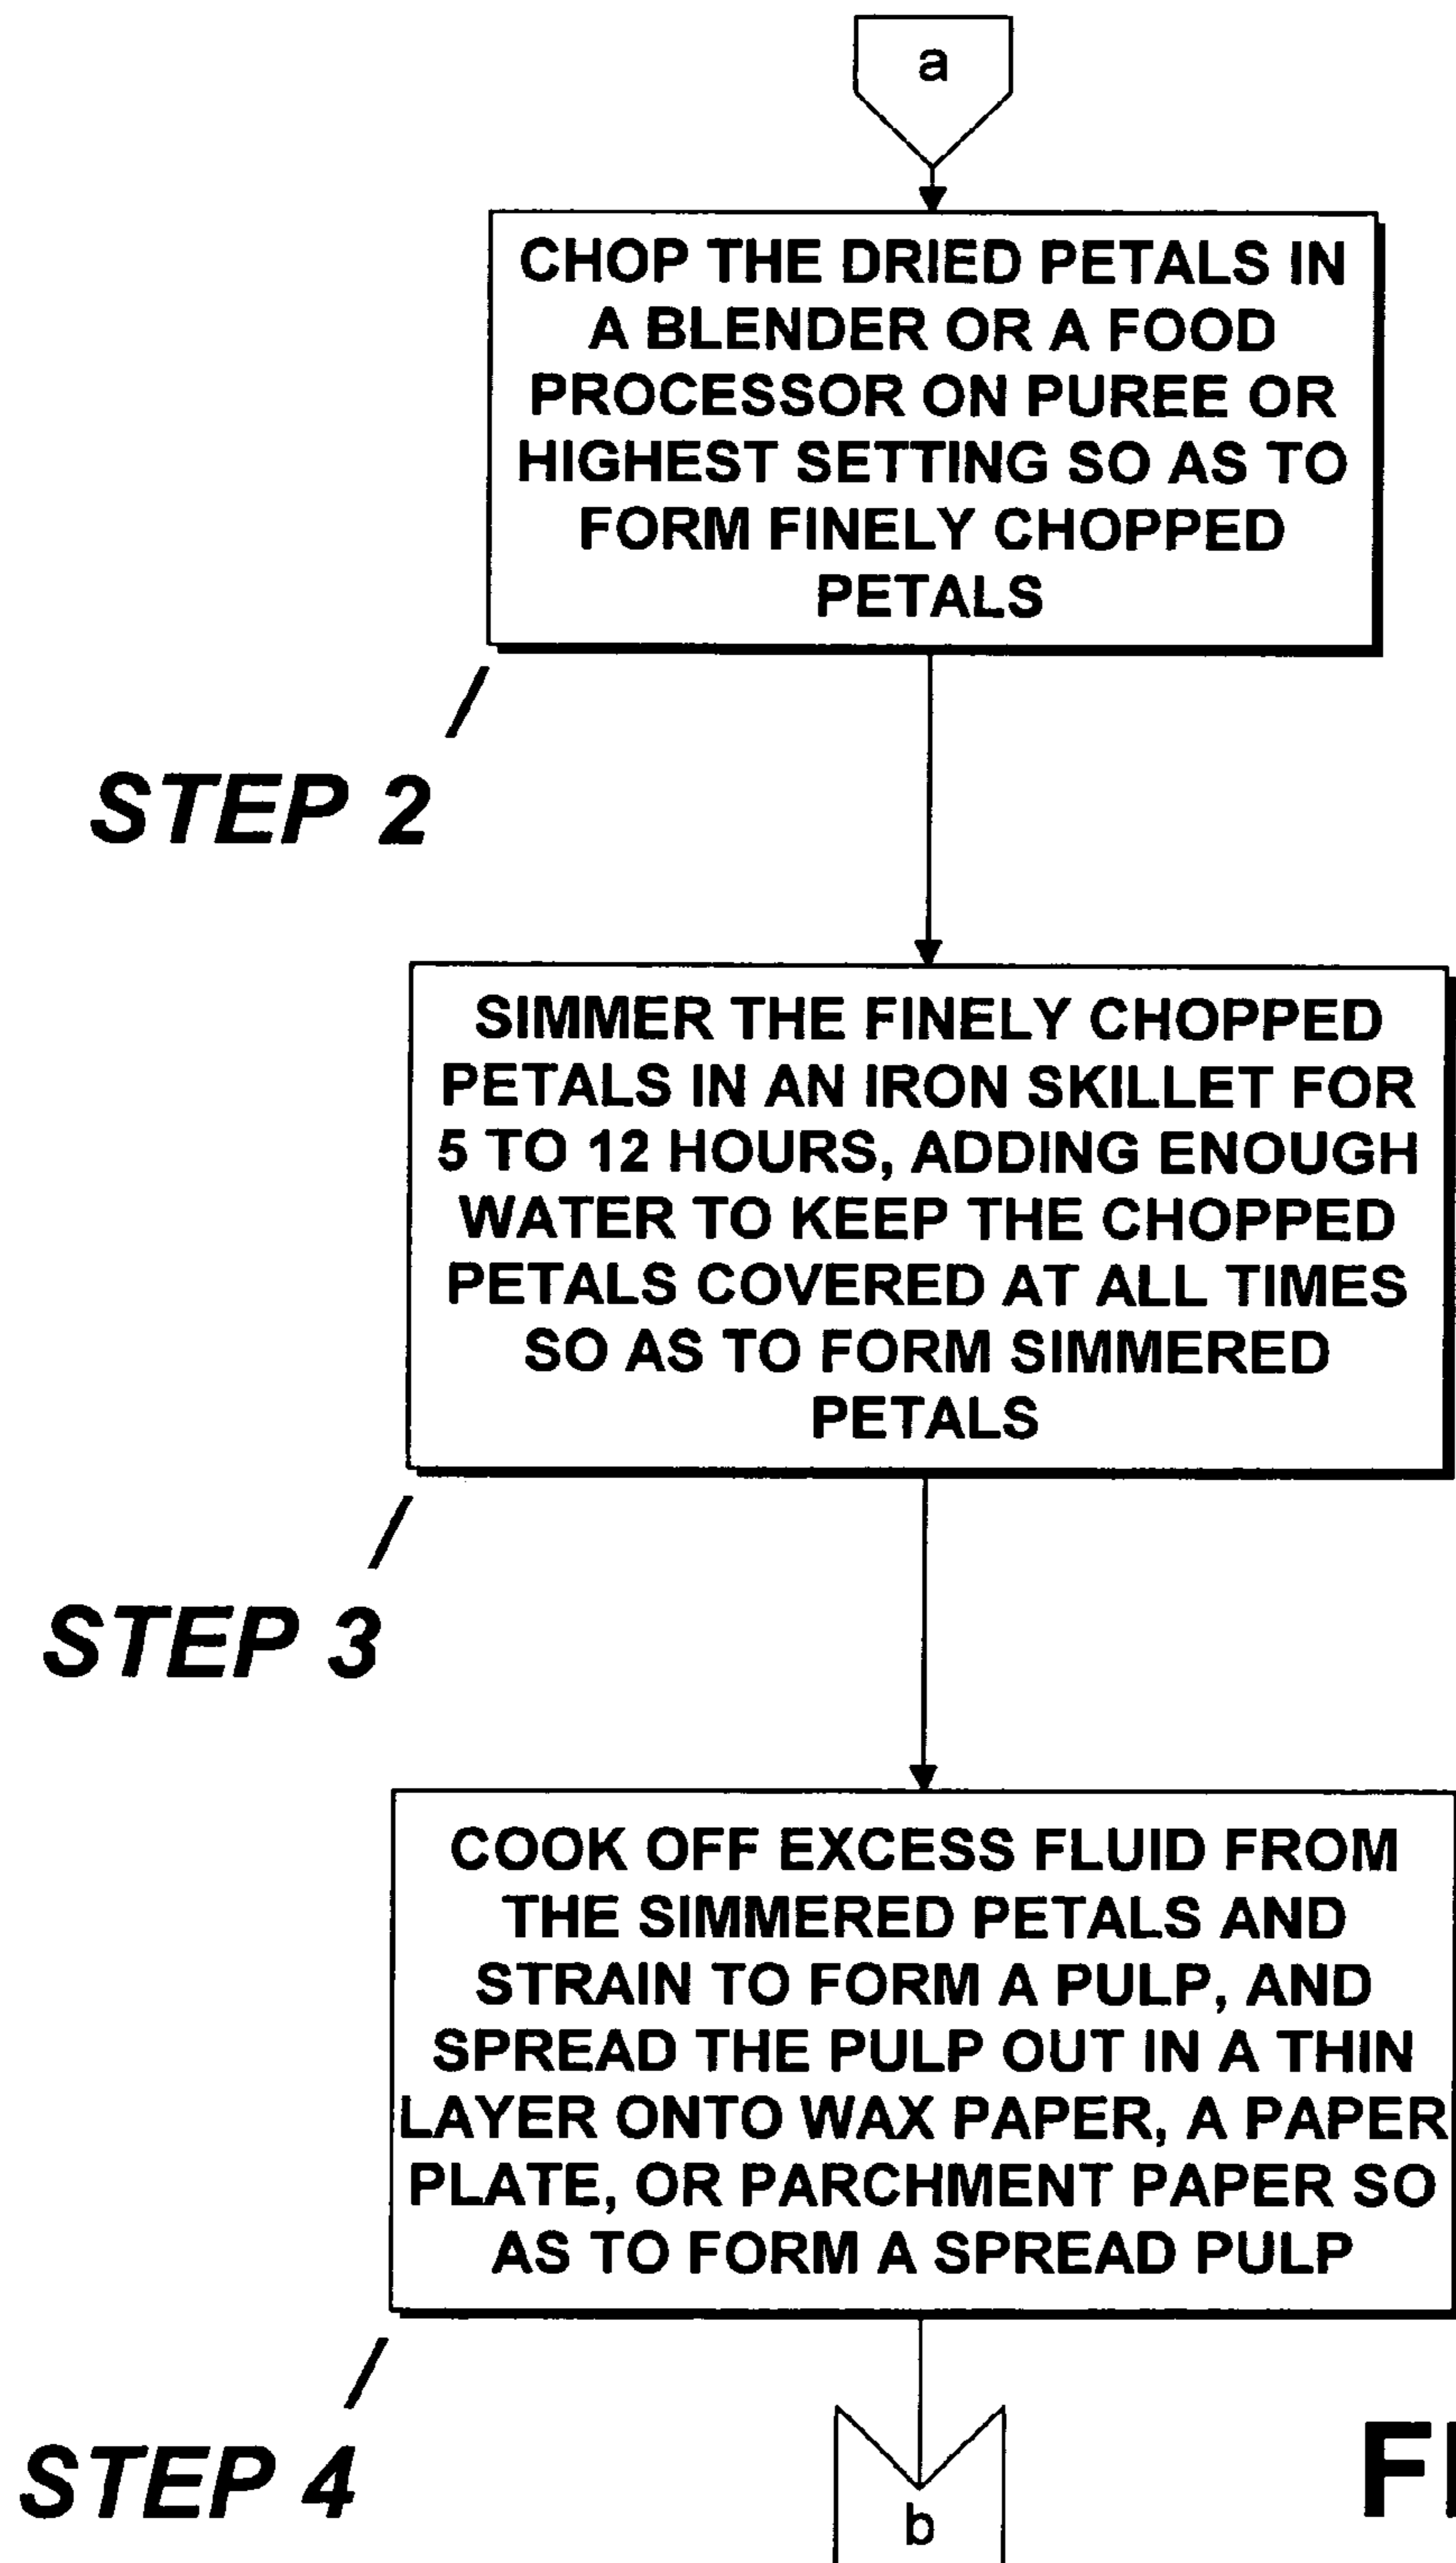 a
CHOP THE DRIED PETALS IN
A BLENDER OR A FOOD
PROCESSOR ON PUREE OR
HIGHEST SETTING SO AS TO
FORM FINELY CHOPPED
PETALS
STEP 2
SIMMER THE FINELY CHOPPED
PETALS IN AN IRON SKILLET FOR
5 TO 12 HOURS, ADDING ENOUGH
WATER TO KEEP THE CHOPPED
PETALS COVERED AT ALL TIMES
SO AS TO FORM SIMMERED
PETALS
STEP 3
COOK OFF EXCESS FLUID FROM
THE SIMMERED PETALS AND
STRAIN TO FORM A PULP, AND
SPREAD THE PULP OUT IN A THIN
LAYER ONTO WAX PAPER, A PAPER
PLATE, OR PARCHMENT PAPER SO
AS TO FORM A SPREAD PULP
STEP 4
b